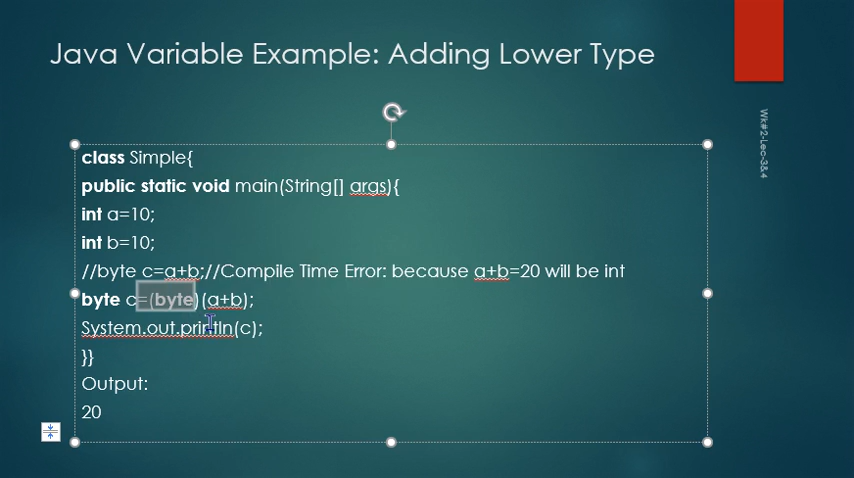 Java Variable Example: Adding Lower Type
Wk#2-Lec-3&4
class Simple{
public static void main(String[] args){
int a=10;
int b=10;
//byte c=a+b;//Compile Time Error: because a+b=20 will be int
byte c=(byte)(a+b);
System.out.println(c);
}}
Output:
20